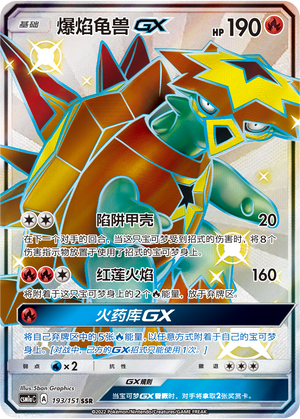 基础 爆焰龟兽GX HP 190
陷阱甲壳 20
在下一个对手的回合,当这只宝可梦受到招式的伤害时,将8个
伤害指示物放置于使用了招式的宝可梦身上。
红莲火焰 160
将附着于这只宝可梦身上的2个能量,放于弃牌区。
火药库GX
将自己弃牌区中的5张能量,以任意方式附着于自己的宝可
梦身上。[对战中,己方的GX招式只能使用1次。]
弱点 ×2 抵抗力 撤退
Illus. 5ban Graphics
GX规则
csm1cC A 193/151 SSR
当宝可梦GX昏厥时,对手将拿取2张奖赏卡。
©2022 Pokémon/Nintendo/Creatures/GAME FREAK